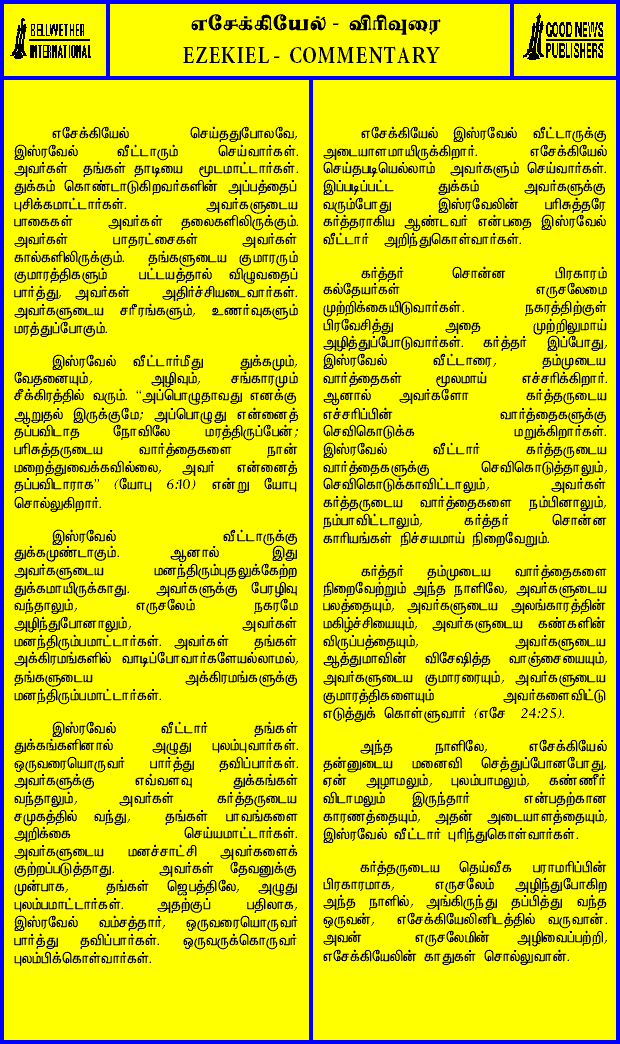 BELLWETHER
INTERNATIONAL
எசேக்கியேல் - விரிவுரை
EZEKIEL - COMMENTARY
GOOD NEWS
PUBLISHERS
எசேக்கியேல் செய்ததுபோலவே,
இஸ்ரவேல் வீட்டாரும் செய்வார்கள்.
அவர்கள் தங்கள் தாடியை மூடமாட்டார்கள்.
துக்கம் கொண்டாடுகிறவர்களின் அப்பத்தைப்
புசிக்கமாட்டார்கள். அவர்களுடைய
பாகைகள் அவர்கள் தலைகளிலிருக்கும்.
அவர்கள் பாதரட்சைகள் அவர்கள்
கால்களிலிருக்கும். தங்களுடைய குமாரரும்
குமாரத்திகளும் பட்டயத்தால் விழுவதைப்
பார்த்து, அவர்கள் அதிர்ச்சியடைவார்கள்.
அவர்களுடைய சரீரங்களும், உணர்வுகளும்
மரத்துப்போகும்.
இஸ்ரவேல் வீட்டார்மீது துக்கமும்,
வேதனையும், அழிவும், சங்காரமும்
சீக்கிரத்தில் வரும். "அப்பொழுதாவது எனக்கு
ஆறுதல் இருக்குமே; அப்பொழுது என்னைத்
தப்பவிடாத நோவிலே மரத்திருப்பேன்;
பரிசுத்தருடைய வார்த்தைகளை நான்
மறைத்துவைக்கவில்லை, அவர் என்னைத்
தப்பவிடாராக" (யோபு 6:10) என்று யோபு
சொல்லுகிறார்.
இஸ்ரவேல் வீட்டாருக்கு
துக்கமுண்டாகும். ஆனால் இது
அவர்களுடைய மனந்திரும்புதலுக்கேற்ற
துக்கமாயிருக்காது. அவர்களுக்கு பேரழிவு
வந்தாலும், எருசலேம் நகரமே
அழிந்துபோனாலும், அவர்கள்
மனந்திரும்பமாட்டார்கள். அவர்கள் தங்கள்
அக்கிரமங்களில் வாடிப்போவார்களேயல்லாமல்,
தங்களுடைய அக்கிரமங்களுக்கு
மனந்திரும்பமாட்டார்கள்.
இஸ்ரவேல் வீட்டார் தங்கள்
துக்கங்களினால் அழுது புலம்புவார்கள்.
ஒருவரையொருவர் பார்த்து தவிப்பார்கள்.
அவர்களுக்கு எவ்வளவு துக்கங்கள்
வந்தாலும், அவர்கள் கர்த்தருடைய
சமுகத்தில் வந்து, தங்கள் பாவங்களை
அறிக்கை செய்யமாட்டார்கள்.
அவர்களுடைய மனச்சாட்சி அவர்களைக்
குற்றப்படுத்தாது. அவர்கள் தேவனுக்கு
முன்பாக, தங்கள் ஜெபத்திலே, அழுது
புலம்பமாட்டார்கள். அதற்குப் பதிலாக,
இஸ்ரவேல் வம்சத்தார், ஒருவரையொருவர்
பார்த்து தவிப்பார்கள். ஒருவருக்கொருவர்
புலம்பிக்கொள்வார்கள்.
எசேக்கியேல் இஸ்ரவேல் வீட்டாருக்கு
அடையாளமாயிருக்கிறார். எசேக்கியேல்
செய்தபடியெல்லாம் அவர்களும் செய்வார்கள்.
இப்படிப்பட்ட துக்கம் அவர்களுக்கு
வரும்போது இஸ்ரவேலின் பரிசுத்தரே
கர்த்தராகிய ஆண்டவர் என்பதை இஸ்ரவேல்
வீட்டார் அறிந்துகொள்வார்கள்.
கர்த்தர் சொன்ன பிரகாரம்
கல்தேயர்கள் எருசலேமை
முற்றிக்கையிடுவார்கள். நகரத்திற்குள்
பிரவேசித்து அதை முற்றிலுமாய்
அழித்துப்போடுவார்கள். கர்த்தர் இப்போது,
இஸ்ரவேல் வீட்டாரை, தம்முடைய
வார்த்தைகள் மூலமாய் எச்சரிக்கிறார்.
ஆனால் அவர்களோ கர்த்தருடைய
எச்சரிப்பின் வார்த்தைகளுக்கு
செவிகொடுக்க மறுக்கிறார்கள்.
இஸ்ரவேல் வீட்டார் கர்த்தருடைய
வார்த்தைகளுக்கு செவிகொடுத்தாலும்,
செவிகொடுக்காவிட்டாலும், அவர்கள்
கர்த்தருடைய வார்த்தைகளை நம்பினாலும்,
நம்பாவிட்டாலும், கர்த்தர் சொன்ன
காரியங்கள் நிச்சயமாய் நிறைவேறும்.
கர்த்தர் தம்முடைய வார்த்தைகளை
நிறைவேற்றும் அந்த நாளிலே, அவர்களுடைய
பலத்தையும், அவர்களுடைய அலங்காரத்தின்
மகிழ்ச்சியையும், அவர்களுடைய கண்களின்
விருப்பத்தையும், அவர்களுடைய
ஆத்துமாவின் விசேஷித்த வாஞ்சையையும்,
அவர்களுடைய குமாரரையும், அவர்களுடைய
குமாரத்திகளையும் அவர்களைவிட்டு
எடுத்துக் கொள்ளுவார் (எசே 24:25).
அந்த நாளிலே, எசேக்கியேல்
தன்னுடைய மனைவி செத்துப்போனபோது,
ஏன் அழாமலும், புலம்பாமலும், கண்ணீர்
விடாமலும் இருந்தார் என்பதற்கான
காரணத்தையும், அதன் அடையாளத்தையும்,
இஸ்ரவேல் வீட்டார் புரிந்துகொள்வார்கள்.
கர்த்தருடைய தெய்வீக பராமரிப்பின்
பிரகாரமாக, எருசலேம் அழிந்துபோகிற
அந்த நாளில், அங்கிருந்து தப்பித்து வந்த
ஒருவன், எசேக்கியேலினிடத்தில் வருவான்.
அவன் எருசலேமின் அழிவைப்பற்றி,
எசேக்கியேலின் காதுகள் சொல்லுவான்.